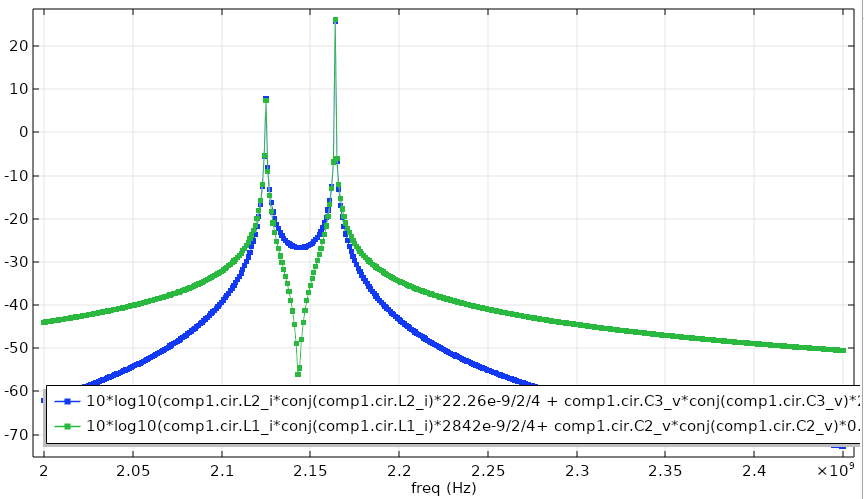 20
10
0
-10
-20
-30
-40
-50
-60
-70
10*log10(comp1.cir.L2_i*conj(comp1.cir.L2_i)*22.26e-9/2/4 + comp1.cir.C3_v*conj(comp1.cir.C3_v)*
10*log10(comp1.cir.L1_i*conj(comp1.cir.L1_i)*2842e-9/2/4+ comp1.cir.C2_v*conj(comp1.cir.C2_v)*0.
2 2.05 2.1 2.15 2.2 2.25 2.3 2.35 2.4 ×10⁹
freq (Hz)